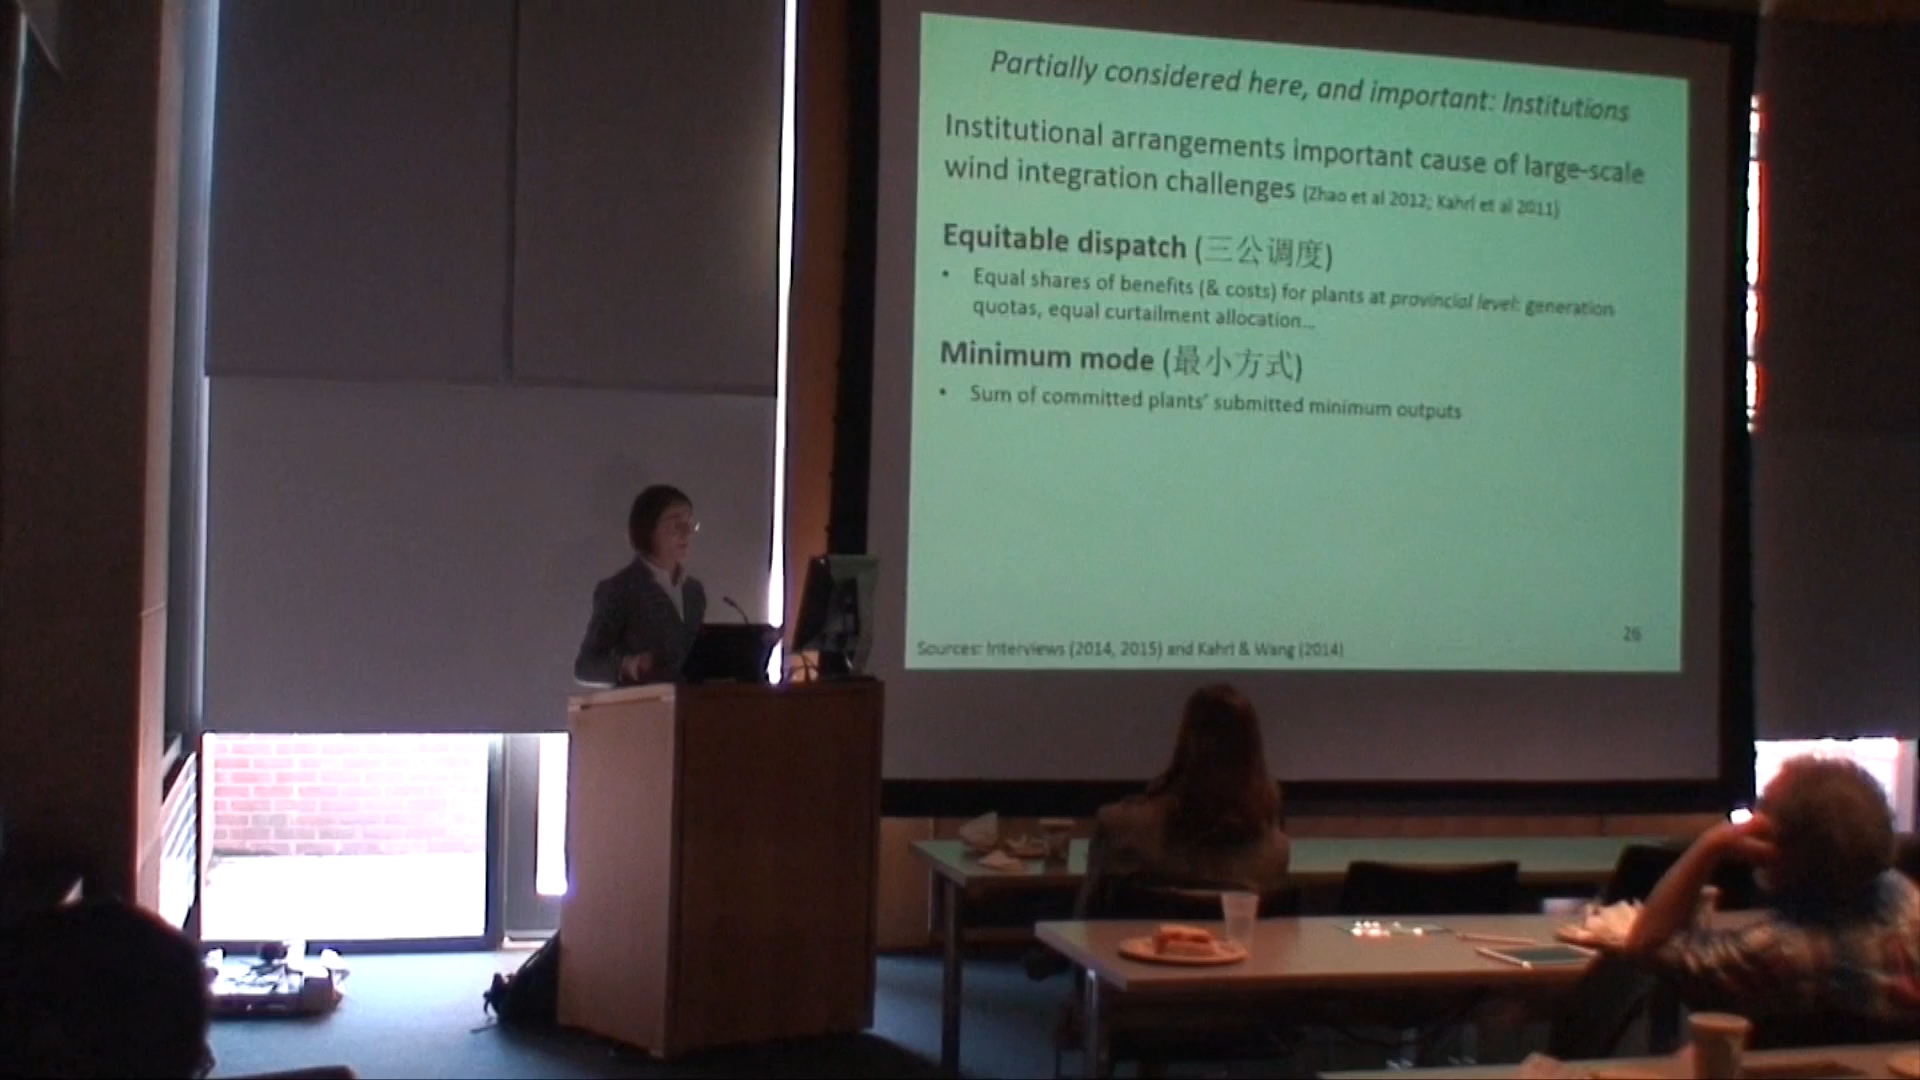 Partially considered here, and important: Institutions
Institutional arrangements important cause of large-scale
wind integration challenges (Zhao et al 2012; Kahrl et al 2011)
Equitable dispatch (三公调度)
• Equal shares of benefits (& costs) for plants at provincial level: generation
quotas, equal curtailment allocation…
Minimum mode (最小方式)
• Sum of committed plants' submitted minimum outputs
26
Sources: Interviews (2014, 2015) and Kahrl & Wang (2014)